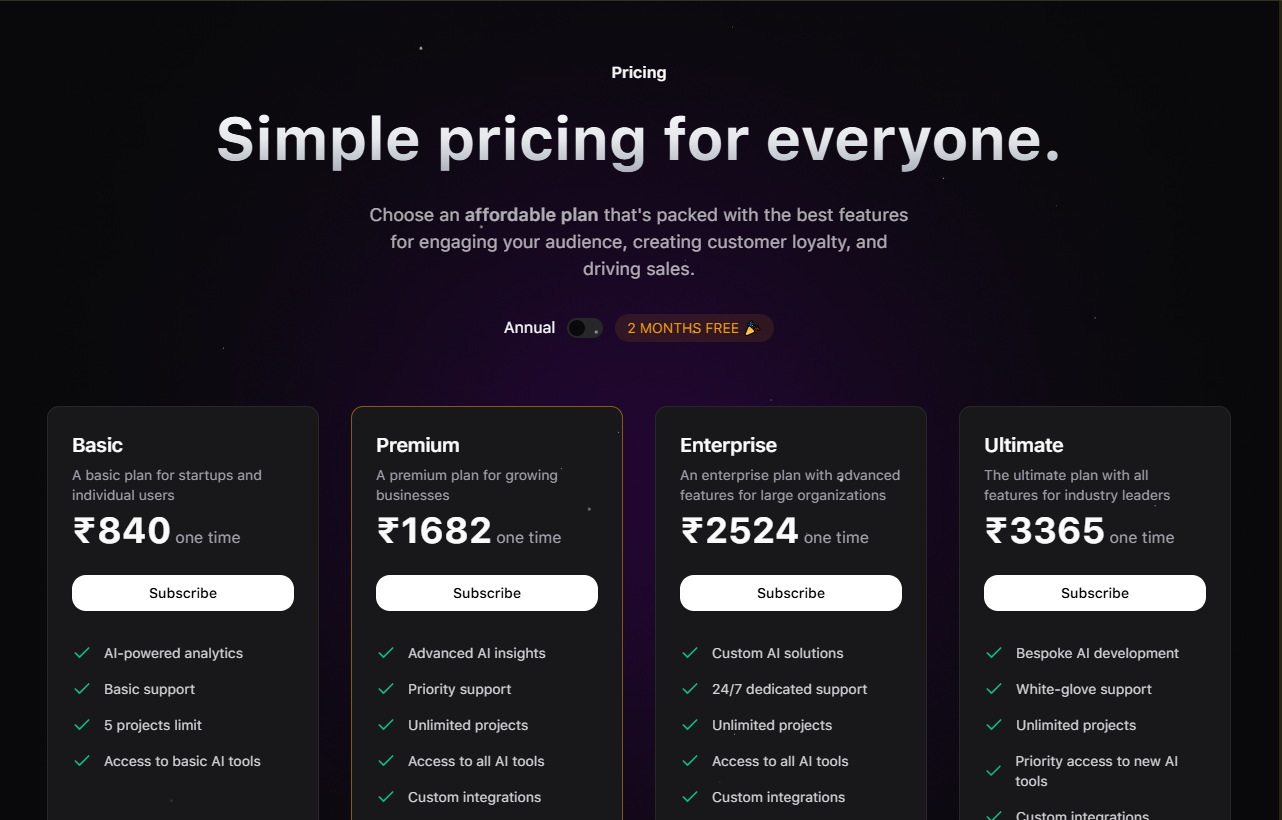 Pricing
Simple pricing for everyone.
Choose an affordable plan that's packed with the best features
for engaging your audience, creating customer loyalty, and
driving sales.
Annual
2 MONTHS FREE 🎉
Basic
A basic plan for startups and
individual users
₹840 one time
Subscribe
AI-powered analytics
Basic support
5 projects limit
Access to basic AI tools
Premium
A premium plan for growing
businesses
₹1682 one time
Subscribe
Advanced AI insights
Priority support
Unlimited projects
Access to all AI tools
Custom integrations
Enterprise
An enterprise plan with advanced
features for large organizations
₹2524 one time
Subscribe
Custom AI solutions
24/7 dedicated support
Unlimited projects
Access to all AI tools
Custom integrations
Ultimate
The ultimate plan with all
features for industry leaders
₹3365 one time
Subscribe
Bespoke AI development
White-glove support
Unlimited projects
Priority access to new AI
tools
Custom integrations